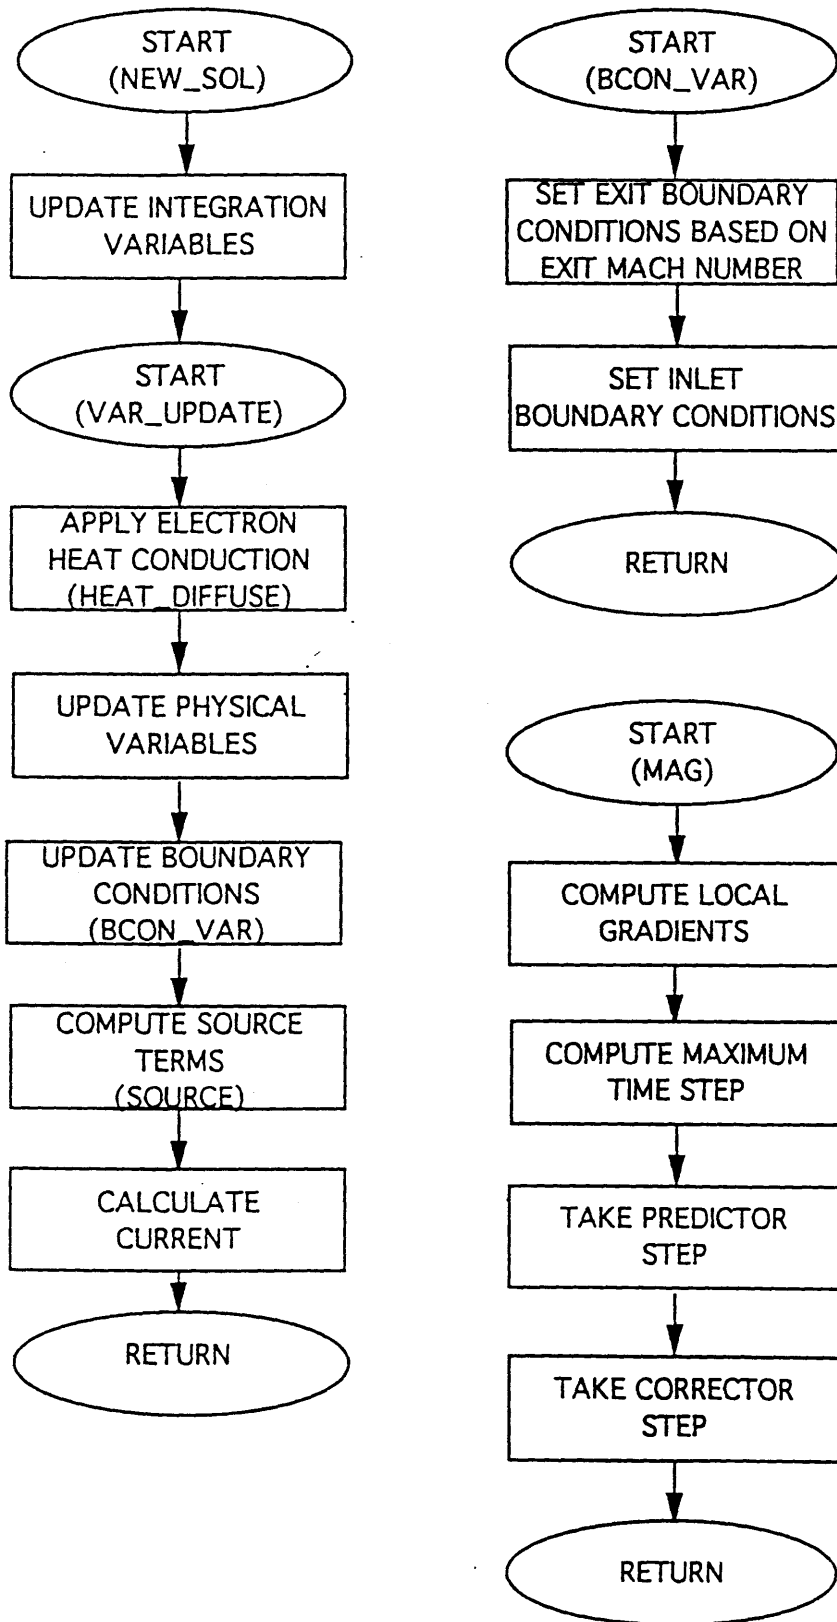 START
(NEW_SOL)
UPDATE INTEGRATION
VARIABLES
START
(VAR_UPDATE)
APPLY ELECTRON
HEAT CONDUCTION
(HEAT_DIFFUSE)
UPDATE PHYSICAL
VARIABLES
UPDATE BOUNDARY
CONDITIONS
(BCON_VAR)
COMPUTE SOURCE
TERMS
(SOURCE)
CALCULATE
CURRENT
RETURN
START
(BCON_VAR)
SET EXIT BOUNDARY
CONDITIONS BASED ON
EXIT MACH NUMBER
SET INLET
BOUNDARY CONDITIONS
RETURN
START
(MAG)
COMPUTE LOCAL
GRADIENTS
COMPUTE MAXIMUM
TIME STEP
TAKE PREDICTOR
STEP
TAKE CORRECTOR
STEP
RETURN